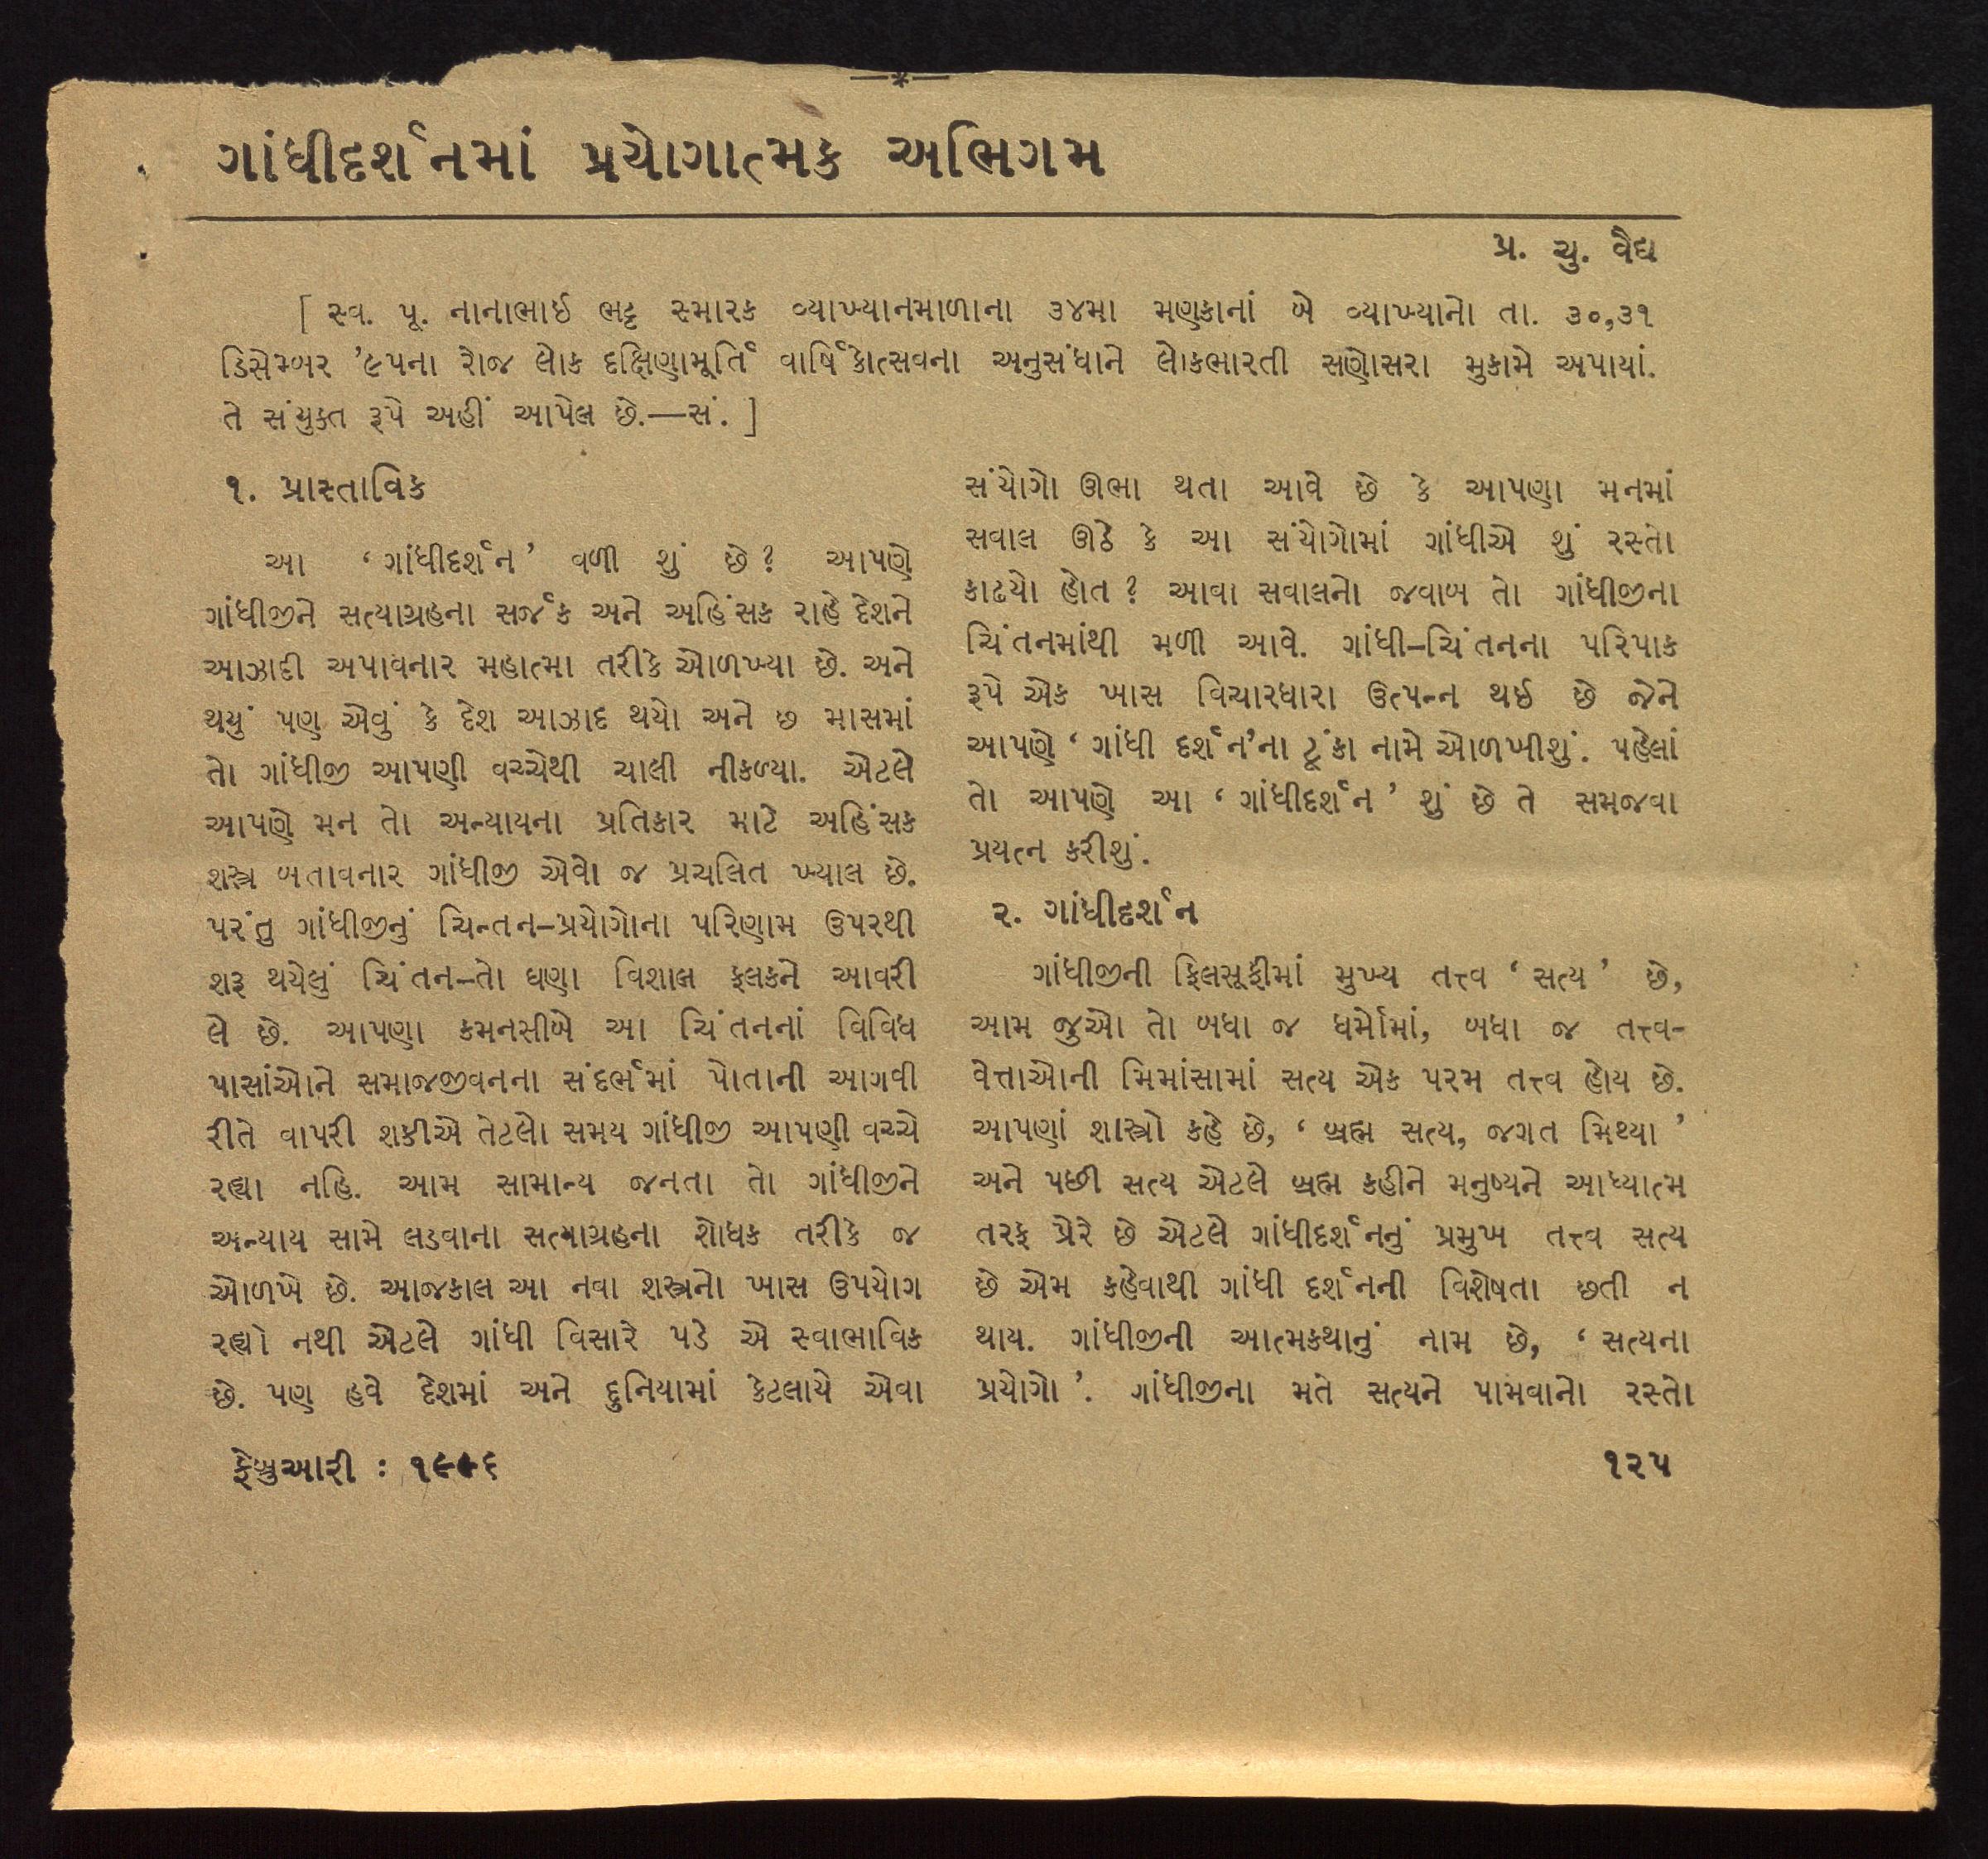 —*—
ગાંધીદર્શનમાં પ્રયોગાત્મક અભિગમ
પ્ર. ચુ. વૈદ્ય
[ સ્વ. પૂ. નાનાભાઈ ભટ્ટ સ્મારક વ્યાખ્યાનમાળાના ૩૪મા મણકાનાં બે વ્યાખ્યાનો તા. ૩૦,૩૧
ડિસેમ્બર ’૯૫ના રોજ લોક દક્ષિણામૂર્તિ વાર્ષિકોત્સવના અનુસંધાને લોકભારતી સણોસરા મુકામે અપાયાં.
તે સંયુક્ત રૂપે અહીં આપેલ છે.—સં. ]
૧. પ્રાસ્તાવિક
આ ‘ગાંધીદર્શન’ વળી શું છે? આપણે
ગાંધીજીને સત્યાગ્રહના સર્જક અને અહિંસક રાહે દેશને
આઝાદી અપાવનાર મહાત્મા તરીકે ઓળખ્યા છે. અને
થયું પણ એવું કે દેશ આઝાદ થયો અને છ માસમાં
તો ગાંધીજી આપણી વચ્ચેથી ચાલી નીકળ્યા. એટલે
આપણે મન તો અન્યાયના પ્રતિકાર માટે અહિંસક
શસ્ત્ર બતાવનાર ગાંધીજી એવો જ પ્રચલિત ખ્યાલ છે.
પરંતુ ગાંધીજીનું ચિન્તન–પ્રયોગોના પરિણામ ઉપરથી
શરૂ થયેલું ચિંતન–તો ઘણા વિશાલ ફલકને આવરી
લે છે. આપણા કમનસીબે આ ચિંતનનાં વિવિધ
પાસાંઓને સમાજજીવનના સંદર્ભમાં પોતાની આગવી
રીતે વાપરી શકીએ તેટલો સમય ગાંધીજી આપણી વચ્ચે
રહ્યા નહિ. આમ સામાન્ય જનતા તો ગાંધીજીને
અન્યાય સામે લડવાના સત્યાગ્રહના શોધક તરીકે જ
ઓળખે છે. આજકાલ આ નવા શસ્ત્રનો ખાસ ઉપયોગ
રહ્યો નથી એટલે ગાંધી વિસારે પડે એ સ્વાભાવિક
છે. પણ હવે દેશમાં અને દુનિયામાં કેટલાયે એવા
સંયોગો ઊભા થતા આવે છે કે આપણા મનમાં
સવાલ ઊઠે કે આ સંયોગોમાં ગાંધીએ શું રસ્તો
કાઢયો હોત? આવા સવાલનો જવાબ તો ગાંધીજીના
ચિંતનમાંથી મળી આવે. ગાંધી–ચિંતનના પરિપાક
રૂપે એક ખાસ વિચારધારા ઉત્પન્ન થઈ છે જેને
આપણે ‘ગાંધી દર્શન’ના ટૂંકા નામે ઓળખીશું. પહેલાં
તો આપણે આ ‘ગાંધીદર્શન’ શું છે તે સમજવા
પ્રયત્ન કરીશું.
૨. ગાંધીદર્શન
ગાંધીજીની ફિલસૂફીમાં મુખ્ય તત્ત્વ ‘સત્ય’ છે,
આમ જુઓ તો બધા જ ધર્મોમાં, બધા જ તત્ત્વ–
વેત્તાઓની મિમાંસામાં સત્ય એક પરમ તત્ત્વ હોય છે.
આપણાં શાસ્ત્રો કહે છે, ‘બ્રહ્મ સત્ય, જગત મિથ્યા’
અને પછી સત્ય એટલે બ્રહ્મ કહીને મનુષ્યને આધ્યાત્મ
તરફ પ્રેરે છે એટલે ગાંધીદર્શનનું પ્રમુખ તત્ત્વ સત્ય
છે એમ કહેવાથી ગાંધી દર્શનની વિશેષતા છતી ન
થાય. ગાંધીજીની આત્મકથાનું નામ છે, ‘સત્યના
પ્રયોગો’. ગાંધીજીના મતે સત્યને પામવાનો રસ્તો
ફેબ્રુઆરી : ૧૯૯૬
૧૨૫